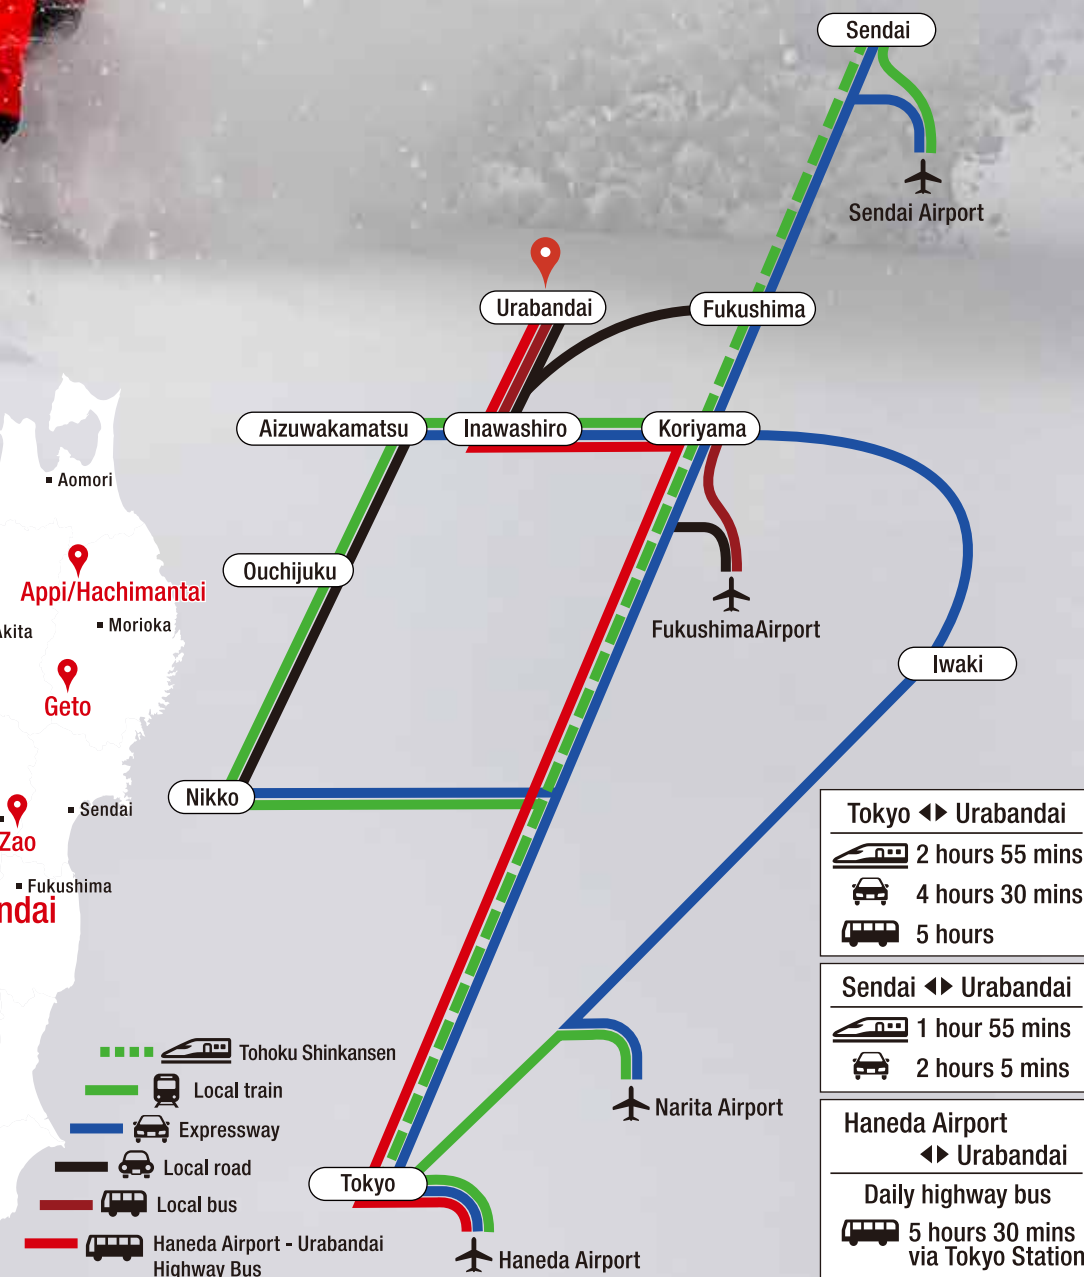 Sendai
Sendai Airport
Urabandai
Fukushima
Aizuwakamatsu
Inawashiro
Koriyama
Aomori
Ouchijuku
Appi/Hachimantai
Akita
Morioka
FukushimaAirport
Iwaki
Geto
Nikko
Sendai
Zao
Fukushima
ndai
Tokyo ◀▶ Urabandai
2 hours 55 mins
4 hours 30 mins
5 hours
Sendai ◀▶ Urabandai
1 hour 55 mins
2 hours 5 mins
Haneda Airport
◀▶ Urabandai
Daily highway bus
5 hours 30 mins
via Tokyo Station
Tohoku Shinkansen
Local train
Expressway
Local road
Local bus
Haneda Airport - Urabandai
Highway Bus
Narita Airport
Tokyo
Haneda Airport